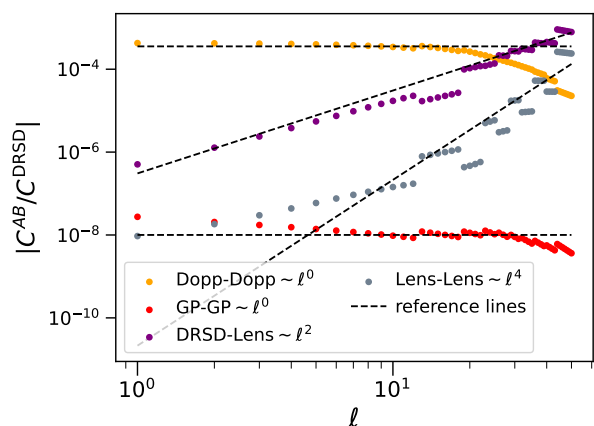 |C^{AB}/C^{DRSD}|
10^{-4}
10^{-6}
10^{-8}
10^{-10}
Dopp-Dopp ~ ℓ^0
GP-GP ~ ℓ^0
DRSD-Lens ~ ℓ^2
Lens-Lens ~ ℓ^4
reference lines
10^0
10^1
ℓ